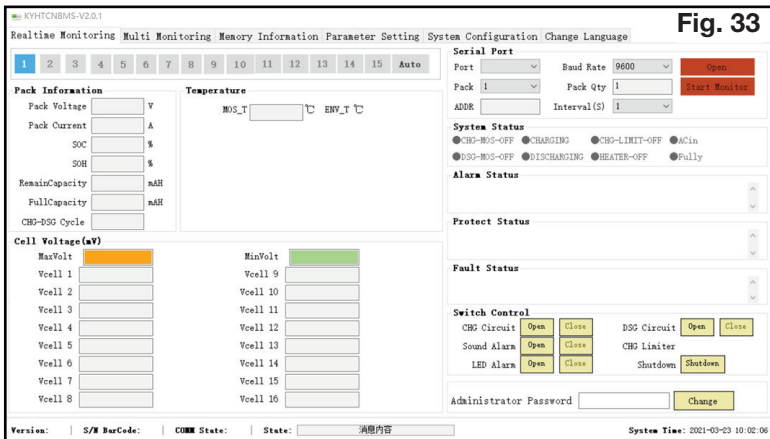 KYHTCNBMS-V2.0.1
Fig. 33
Realtime Monitoring Multi Monitoring Memory Information Parameter Setting System Configuration Change Language
1 2 3 4 5 6 7 8 9 10 11 12 13 14 15 Auto
Pack Information
Pack Voltage V
Pack Current A
SOC %
SOH %
RemainCapacity mAH
FullCapacity mAH
CHG-DSG Cycle
Temperature
MOS_T ℃ ENV_T ℃
Cell Voltage(mV)
MaxVolt MinVolt
Vcell 1 Vcell 9
Vcell 2 Vcell 10
Vcell 3 Vcell 11
Vcell 4 Vcell 12
Vcell 5 Vcell 13
Vcell 6 Vcell 14
Vcell 7 Vcell 15
Vcell 8 Vcell 16
Serial Port
Port Baud Rate 9600 Open
Pack 1 Pack Qty 1 Start Monitor
ADDR Interval(S) 1
System Status
CHG-MOS-OFF CHARGING CHG-LIMIT-OFF ACin
DSG-MOS-OFF DISCHARGING HEATER-OFF Fully
Alarm Status
Protect Status
Fault Status
Switch Control
CHG Circuit Open Close DSG Circuit Open Close
Sound Alarm Open Close CHG Limiter
LED Alarm Open Close Shutdown Shutdown
Administrator Password Change
Version: S/N BarCode: COMM State: State: 消息内容 System Time: 2021-03-23 10:02:06